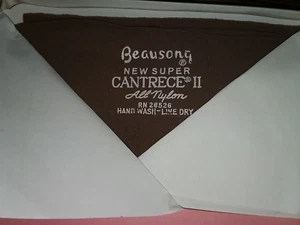 Beausong
®
NEW SUPER
CANTRECE® II
All Nylon
RN 26526
HAND WASH-LINE DRY